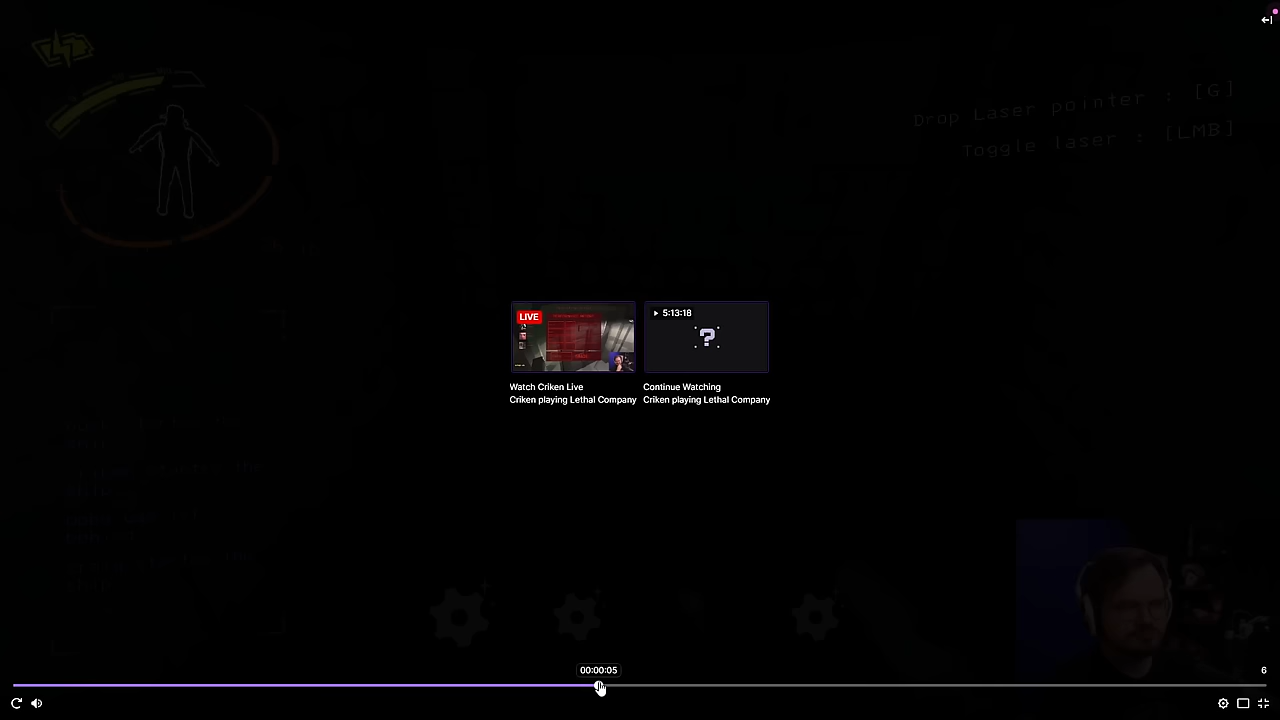 Drop Laser pointer : [G]
Toggle laser : [LMB]
LIVE
5:13:18
Watch Criken Live
Criken playing Lethal Company
Continue Watching
Criken playing Lethal Company
00:00:05
6